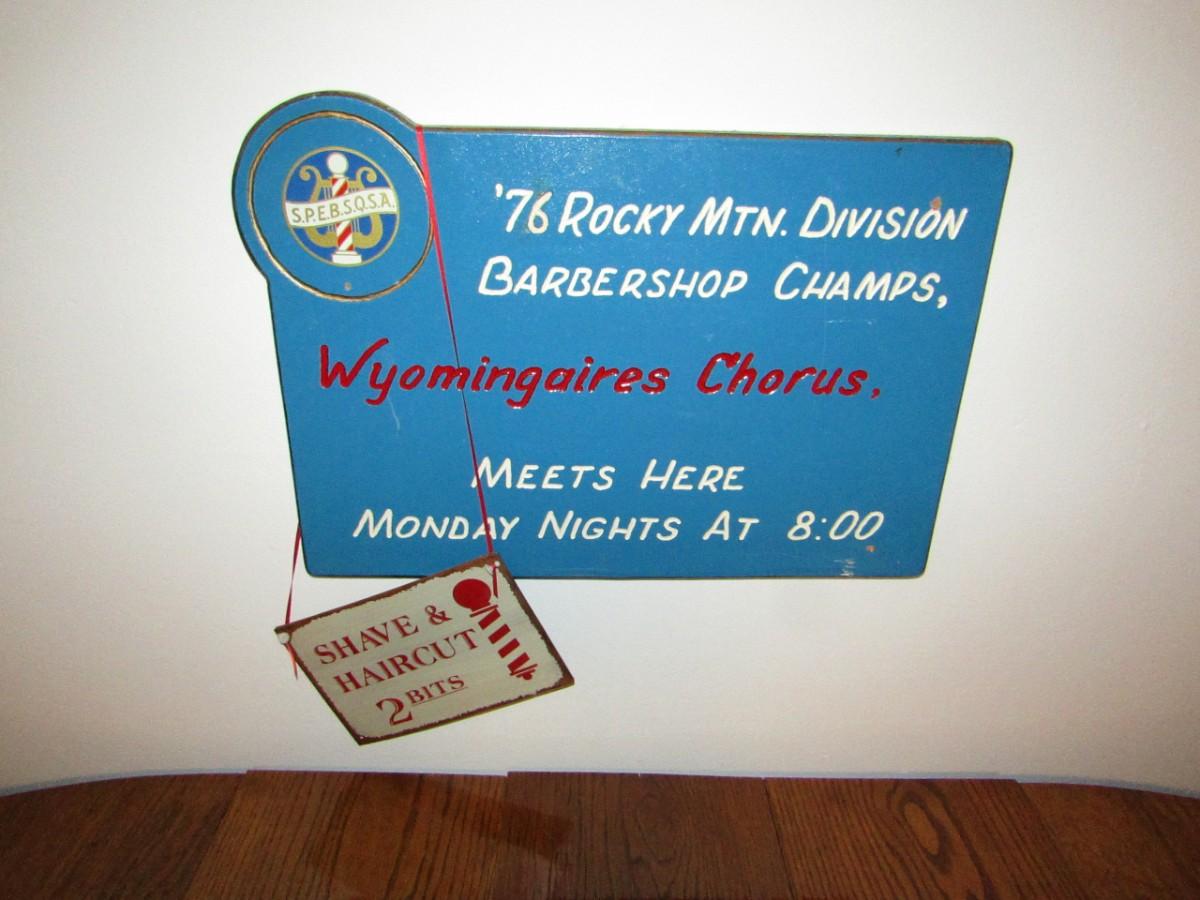 S.P.E.B.S.Q.S.A.
'76 ROCKY MTN. DIVISION
BARBERSHOP CHAMPS,
Wyomingaires Chorus,
MEETS HERE
MONDAY NIGHTS AT 8:00
SHAVE &
HAIRCUT
2 BITS